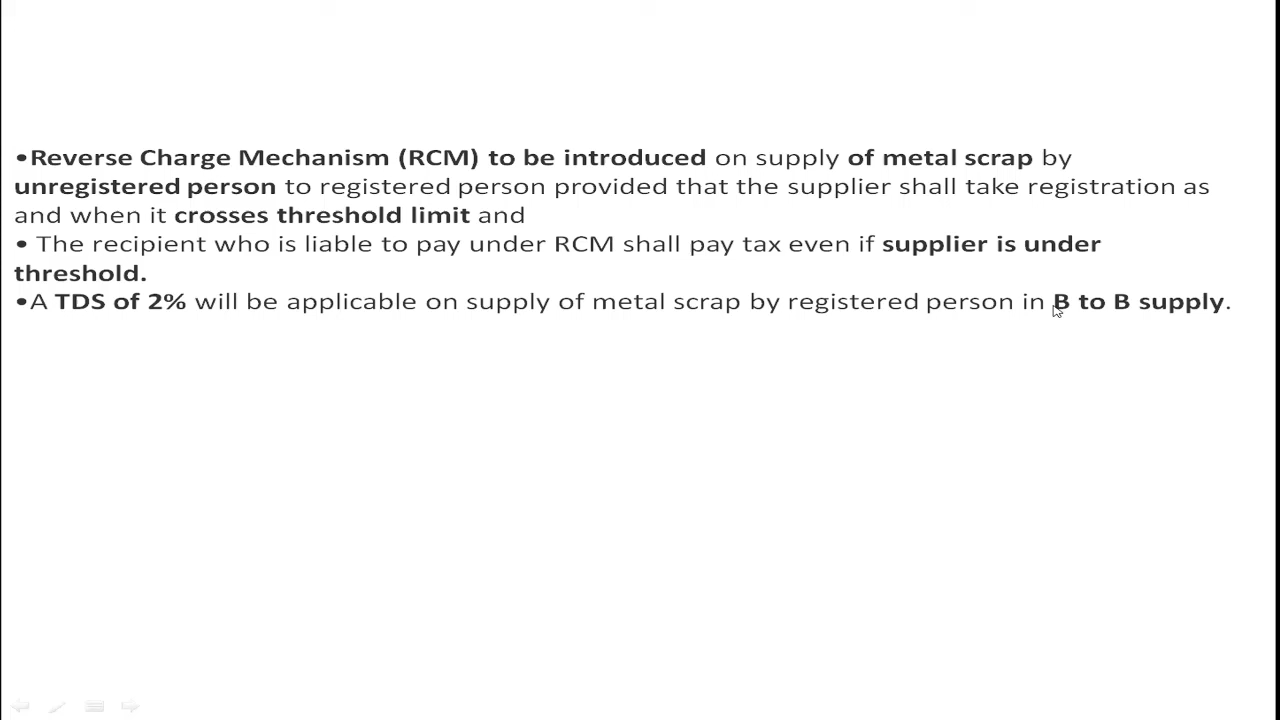 •Reverse Charge Mechanism (RCM) to be introduced on supply of metal scrap by
unregistered person to registered person provided that the supplier shall take registration as
and when it crosses threshold limit and
• The recipient who is liable to pay under RCM shall pay tax even if supplier is under
threshold.
•A TDS of 2% will be applicable on supply of metal scrap by registered person in B to B supply.